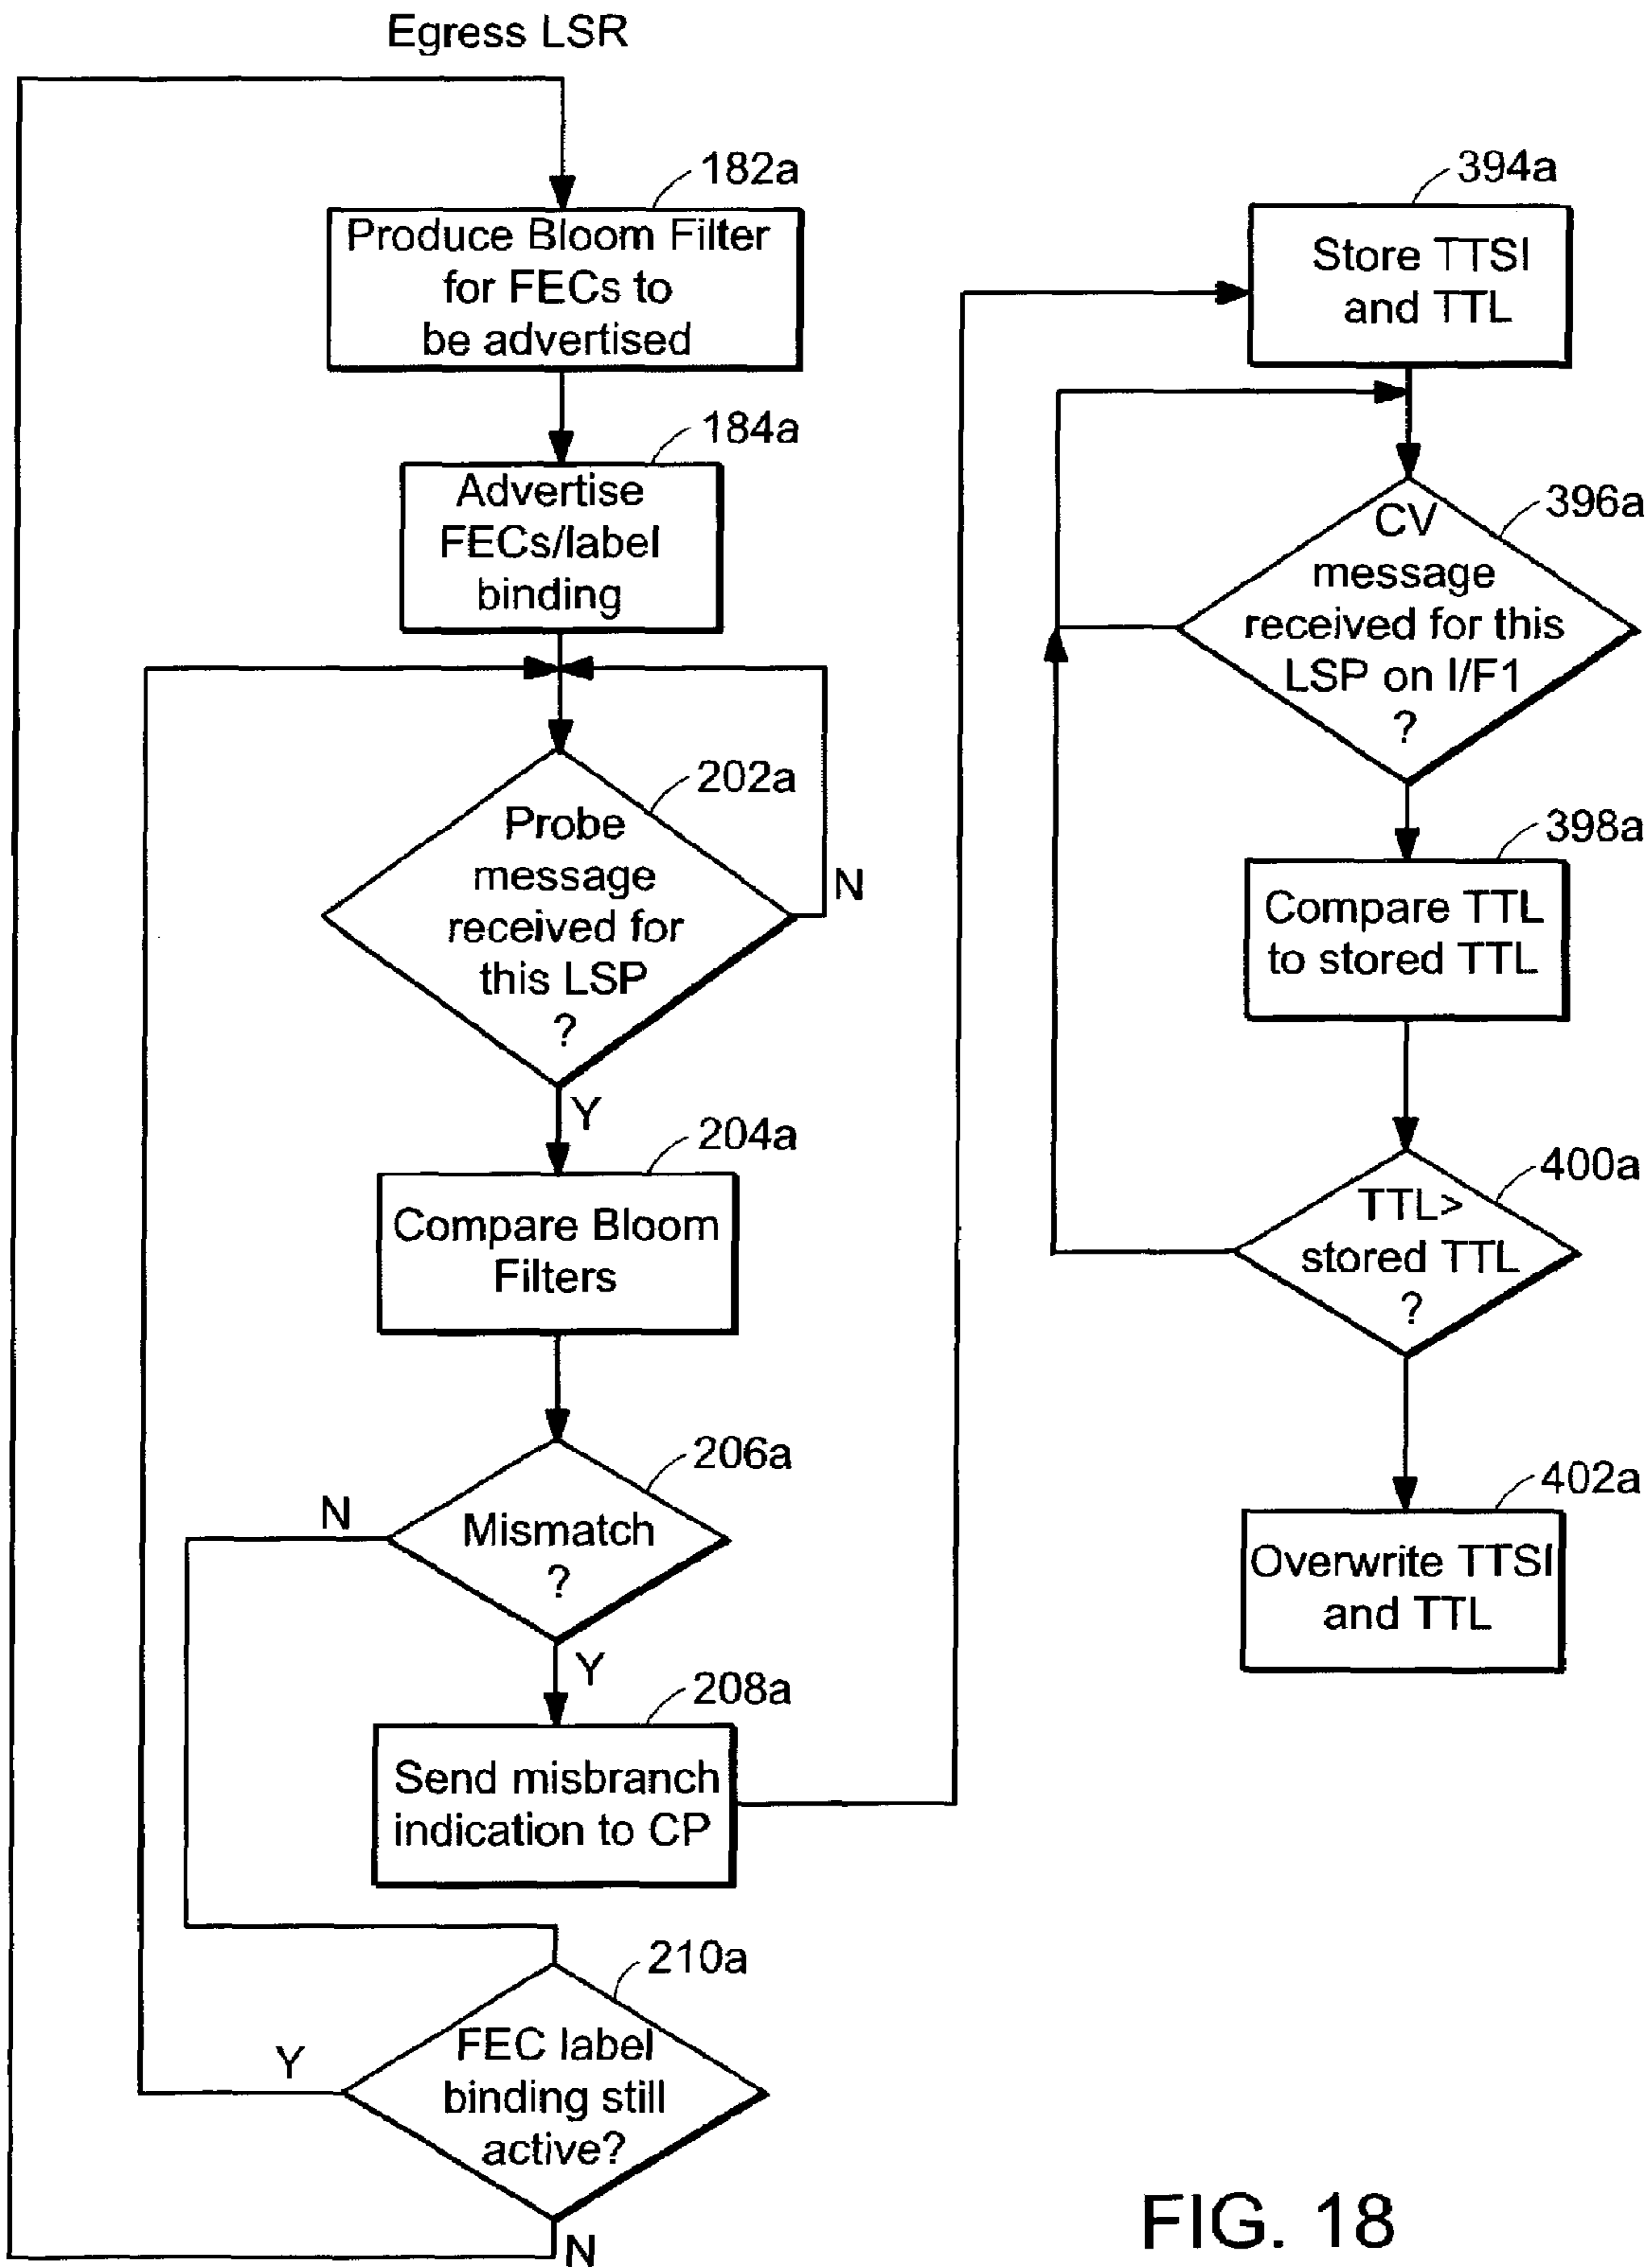 Egress LSR
182a
Produce Bloom Filter
for FECs to
be advertised
184a
Advertise
FECs/label
binding
202a
Probe
message
received for
this LSP
?
N
Y
204a
Compare Bloom
Filters
206a
Mismatch
?
N
Y
208a
Send misbranch
indication to CP
210a
FEC label
binding still
active?
Y
N
394a
Store TTSI
and TTL
396a
CV
message
received for this
LSP on I/F1
?
398a
Compare TTL
to stored TTL
400a
TTL>
stored TTL
?
402a
Overwrite TTSI
and TTL
FIG. 18